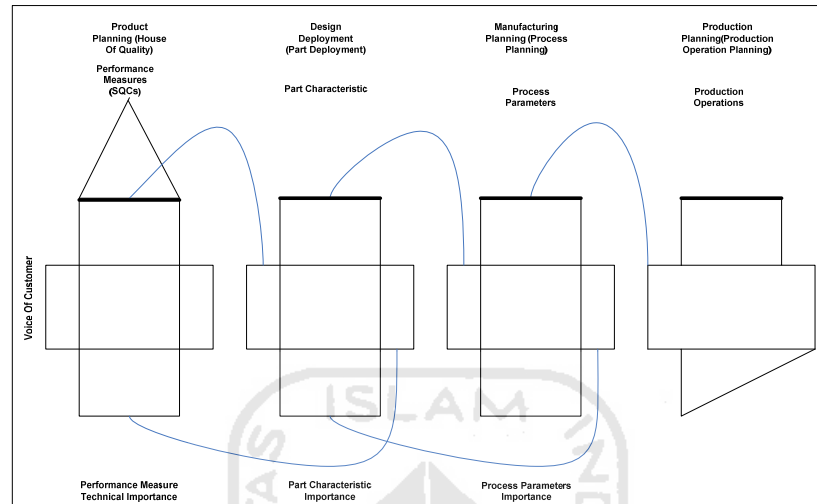 Product
Planning (House
Of Quality)
Performance
Measures
(SQCs)
Design
Deployment
(Part Deployment)
Part Characteristic
Manufacturing
Planning (Process
Planning)
Process
Parameters
Production
Planning(Production
Operation Planning)
Production
Operations
Voice Of Customer
ISLAM
Performance Measure
Technical Importance
Part Characteristic
Importance
Process Parameters
Importance